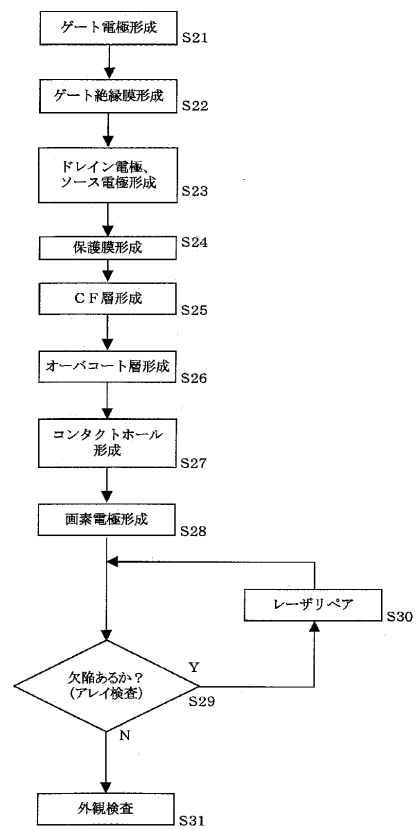 ゲート電極形成
S21
ゲート絶縁膜形成
S22
ドレイン電極、
ソース電極形成
S23
保護膜形成
S24
ＣＦ層形成
S25
オーバコート層形成
S26
コンタクトホール
形成
S27
画素電極形成
S28
レーザリペア
S30
欠陥あるか？
(アレイ検査)
Y
S29
N
外観検査
S31